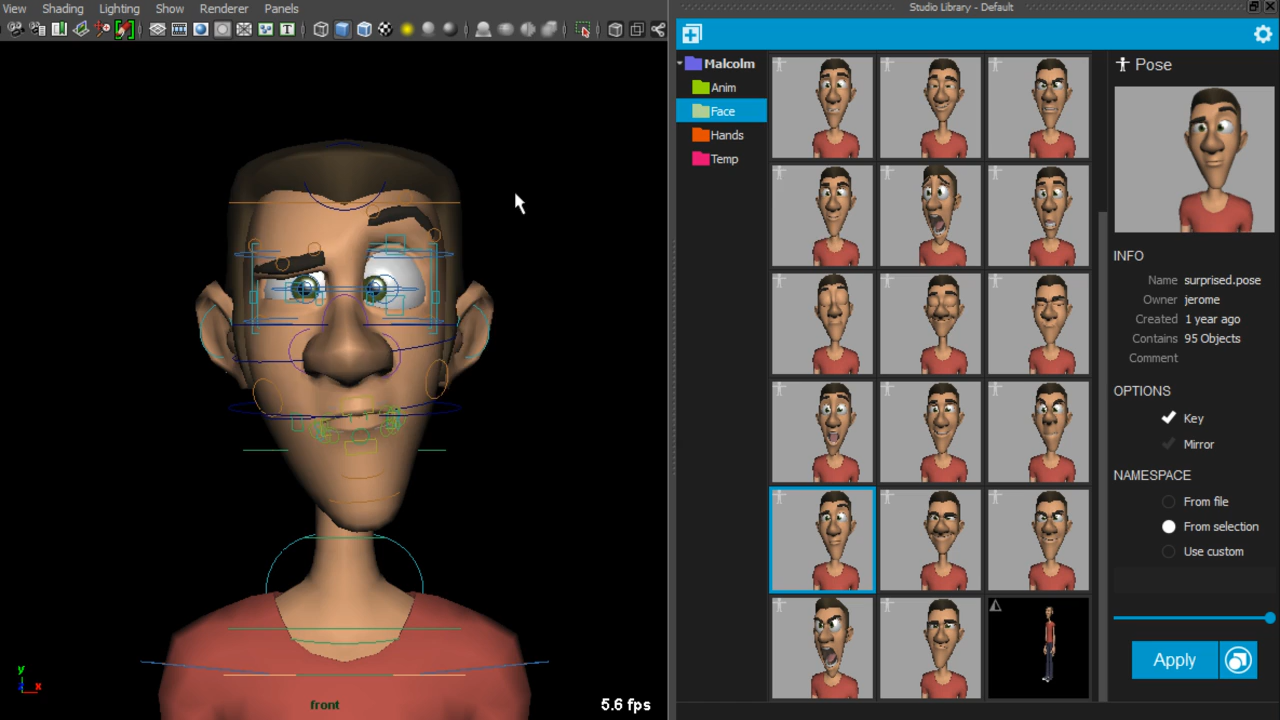 View Shading Lighting Show Renderer Panels
Studio Library - Default
Malcolm
Anim
Face
Hands
Temp
Pose
INFO
Name surprised.pose
Owner jerome
Created 1 year ago
Contains 95 Objects
Comment
OPTIONS
Key
Mirror
NAMESPACE
From file
From selection
Use custom
Apply
T
y
x
front
5.6 fps